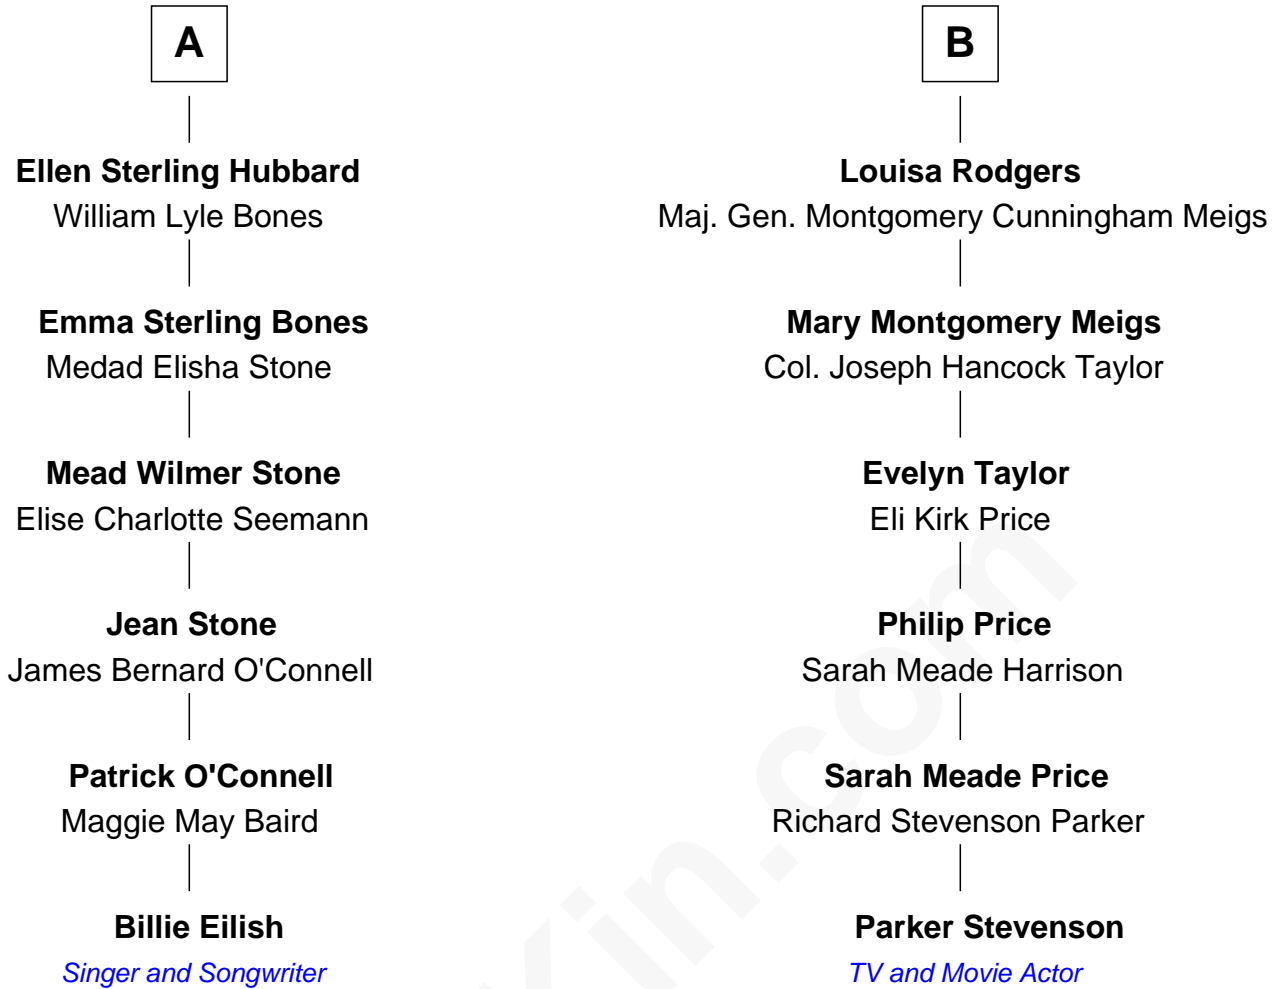 A
Ellen Sterling Hubbard
William Lyle Bones
Emma Sterling Bones
Medad Elisha Stone
Mead Wilmer Stone
Elise Charlotte Seemann
Jean Stone
James Bernard O'Connell
Patrick O'Connell
Maggie May Baird
Billie Eilish
Singer and Songwriter
B
Louisa Rodgers
Maj. Gen. Montgomery Cunningham Meigs
Mary Montgomery Meigs
Col. Joseph Hancock Taylor
Evelyn Taylor
Eli Kirk Price
Philip Price
Sarah Meade Harrison
Sarah Meade Price
Richard Stevenson Parker
Parker Stevenson
TV and Movie Actor
Kin.com